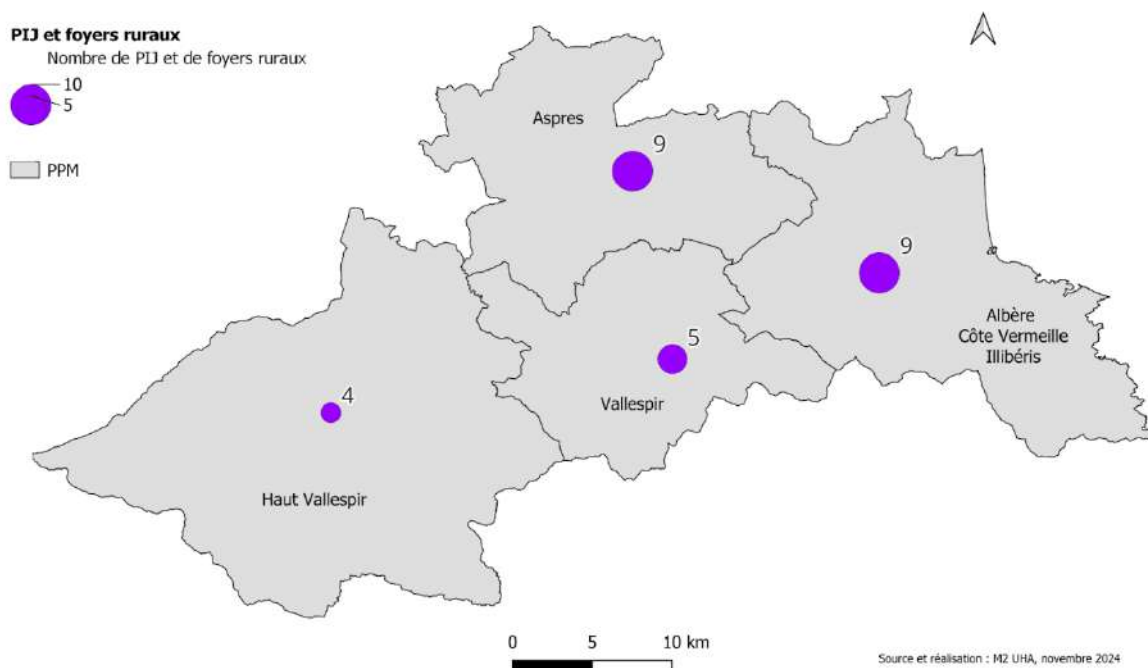 PIJ et foyers ruraux
Nombre de PIJ et de foyers ruraux
10
5
PPM
Aspres
9
9
Albère
Côte Vermeille
Illibéris
5
Vallespir
4
Haut Vallespir
0 5 10 km
Source et réalisation : M2 UHA, novembre 2024